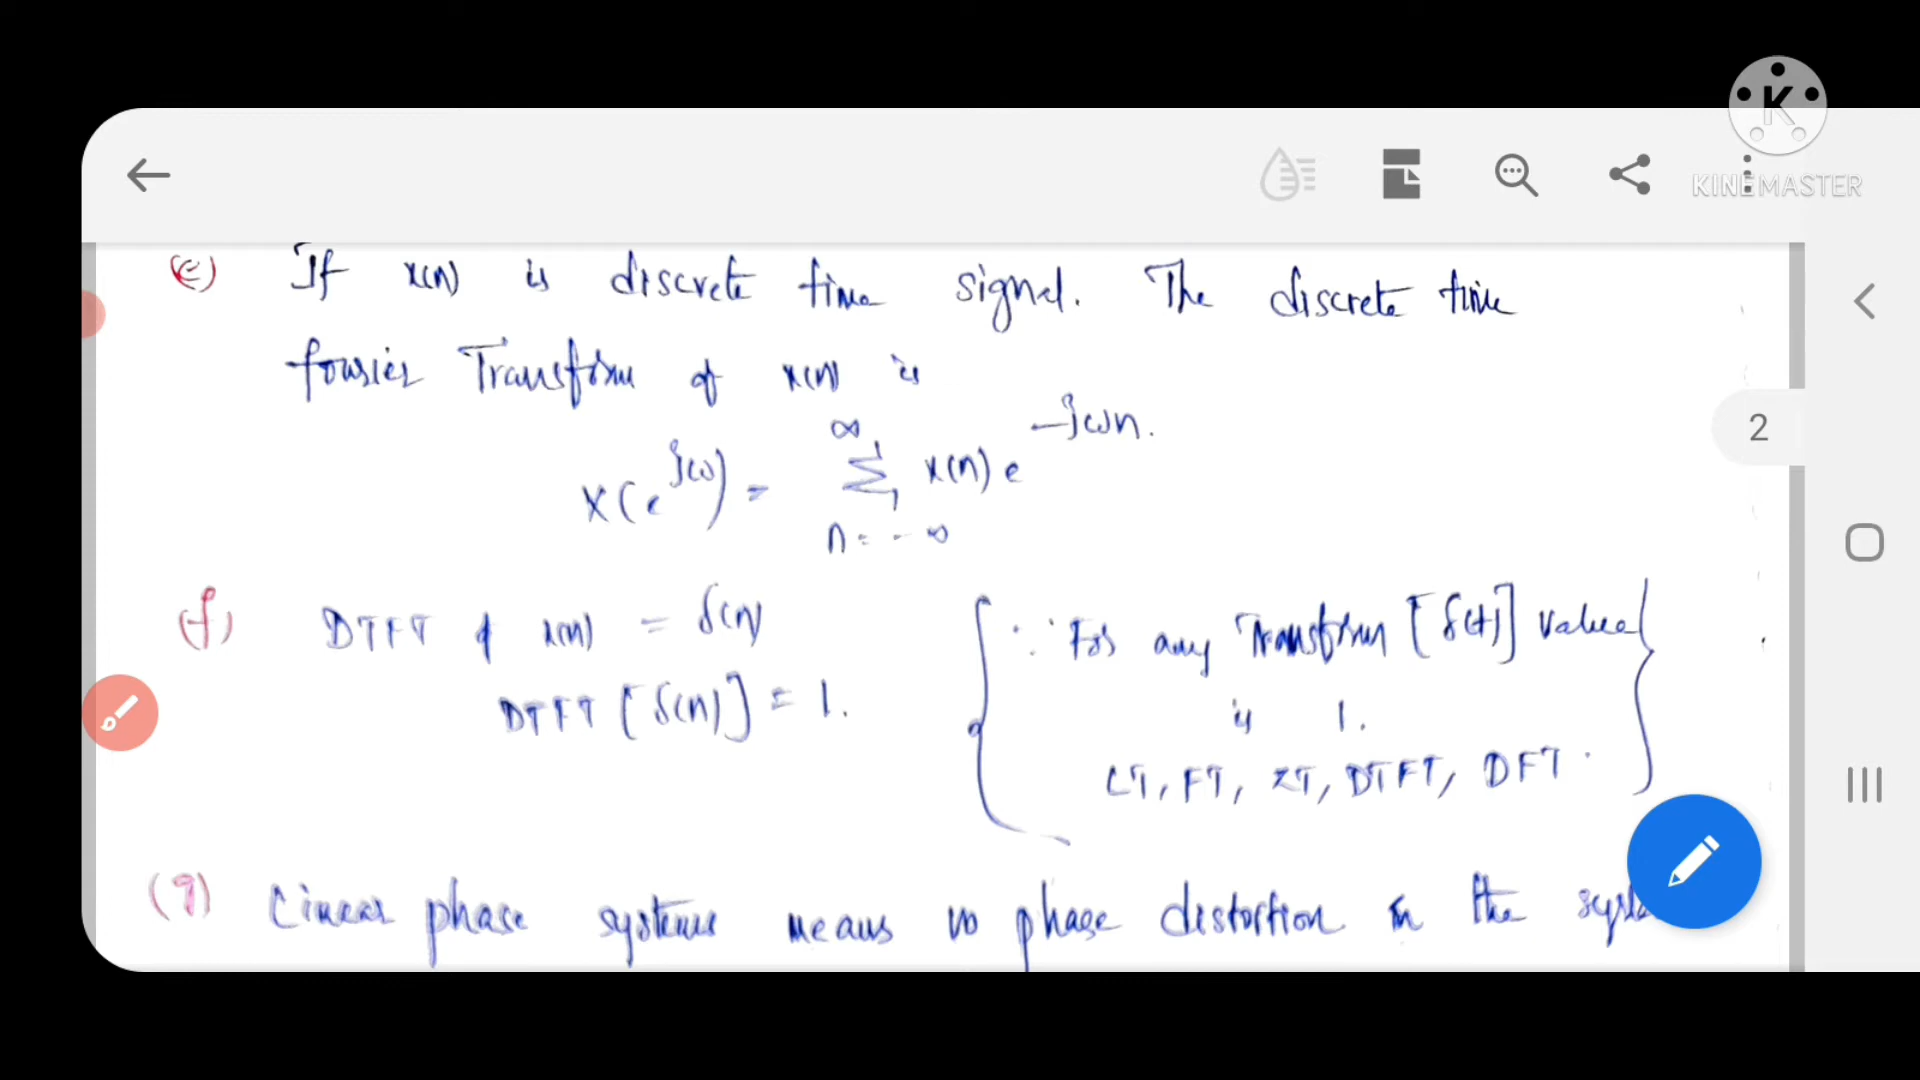 K
KINEMASTER
(e) If x(n) is discrete time signal. The discrete time
fourier Transform of x(n) is
X(e^jω) = ∞ Σ n=-∞ x(n) e^-jωn.
2
(f) DTFT of x(n) = δ(n)
DTFT [δ(n)] = 1.
{ ∵ For any Transform [δ(t)] value
is 1.
LT, FT, ZT, DTFT, DFT. }
(g) Linear phase systems means no phase distortion in the